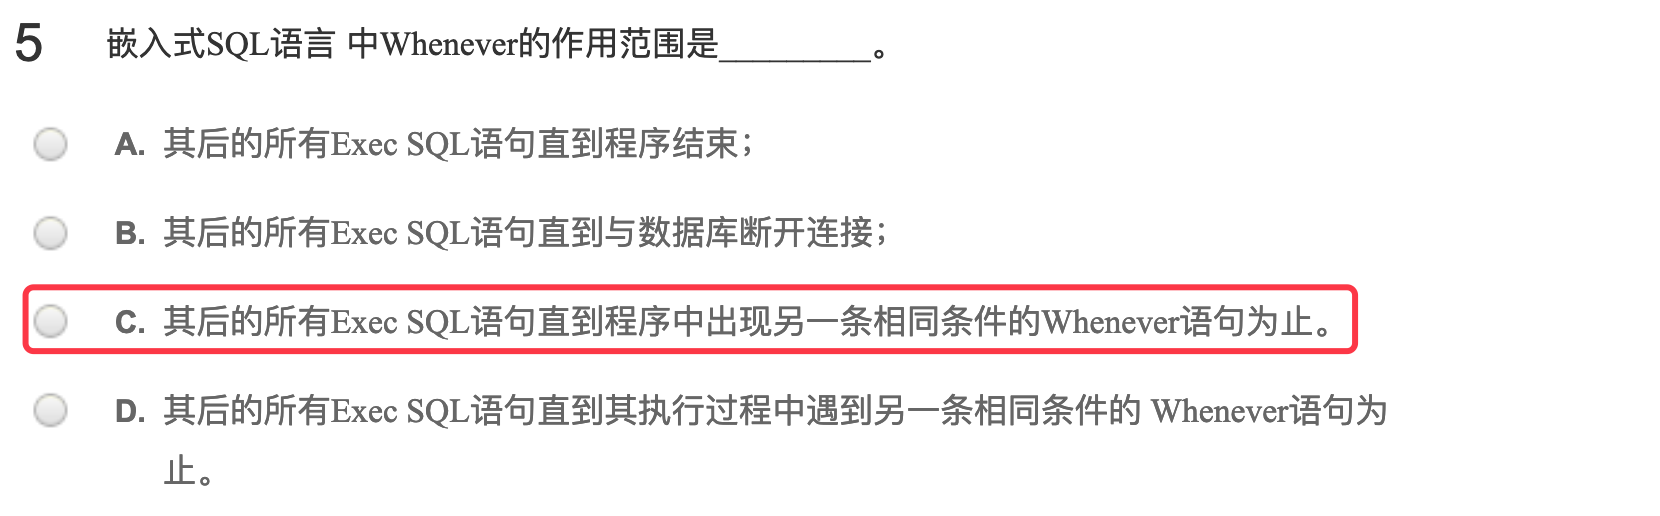 5 嵌入式SQL语言 中Whenever的作用范围是_________。
A. 其后的所有Exec SQL语句直到程序结束；
B. 其后的所有Exec SQL语句直到与数据库断开连接；
C. 其后的所有Exec SQL语句直到程序中出现另一条相同条件的Whenever语句为止。
D. 其后的所有Exec SQL语句直到其执行过程中遇到另一条相同条件的 Whenever语句为
止。